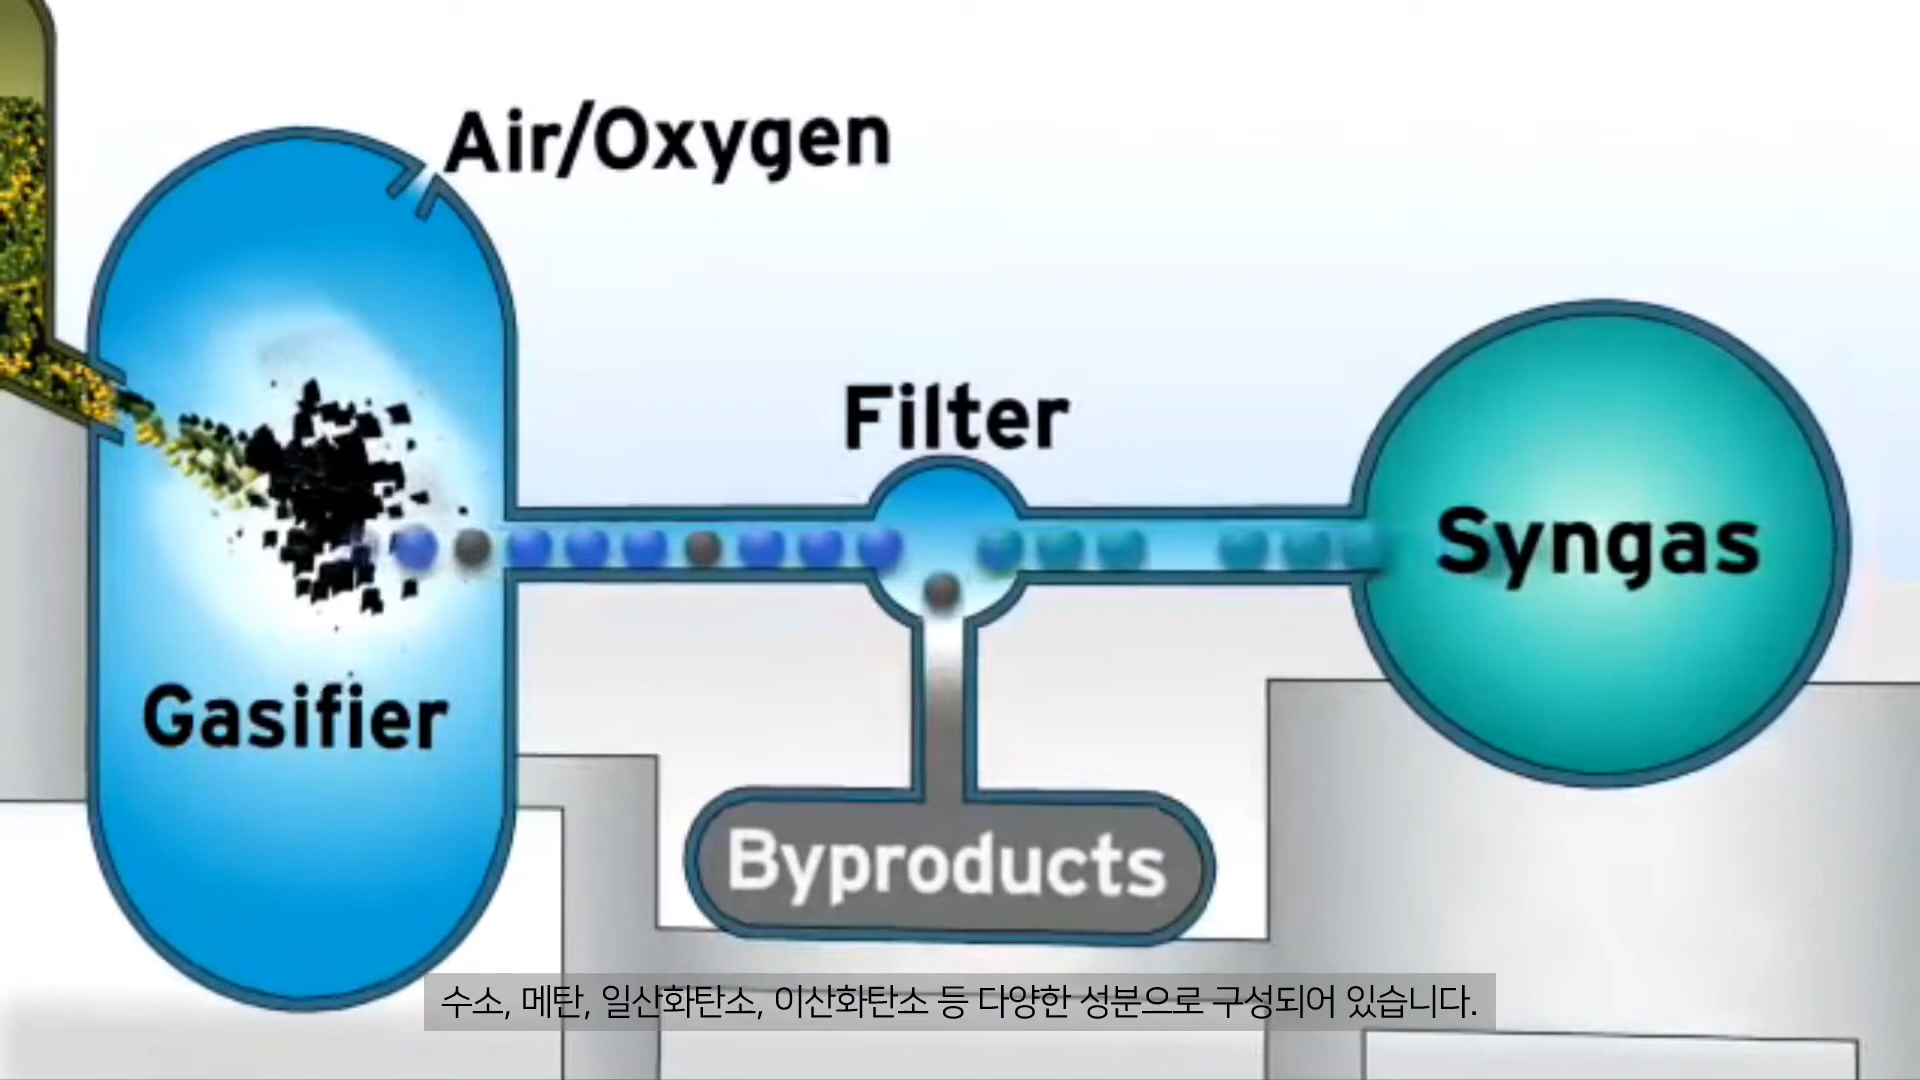 Air/Oxygen
Filter
Syngas
Gasifier
Byproducts
수소, 메탄, 일산화탄소, 이산화탄소 등 다양한 성분으로 구성되어 있습니다.